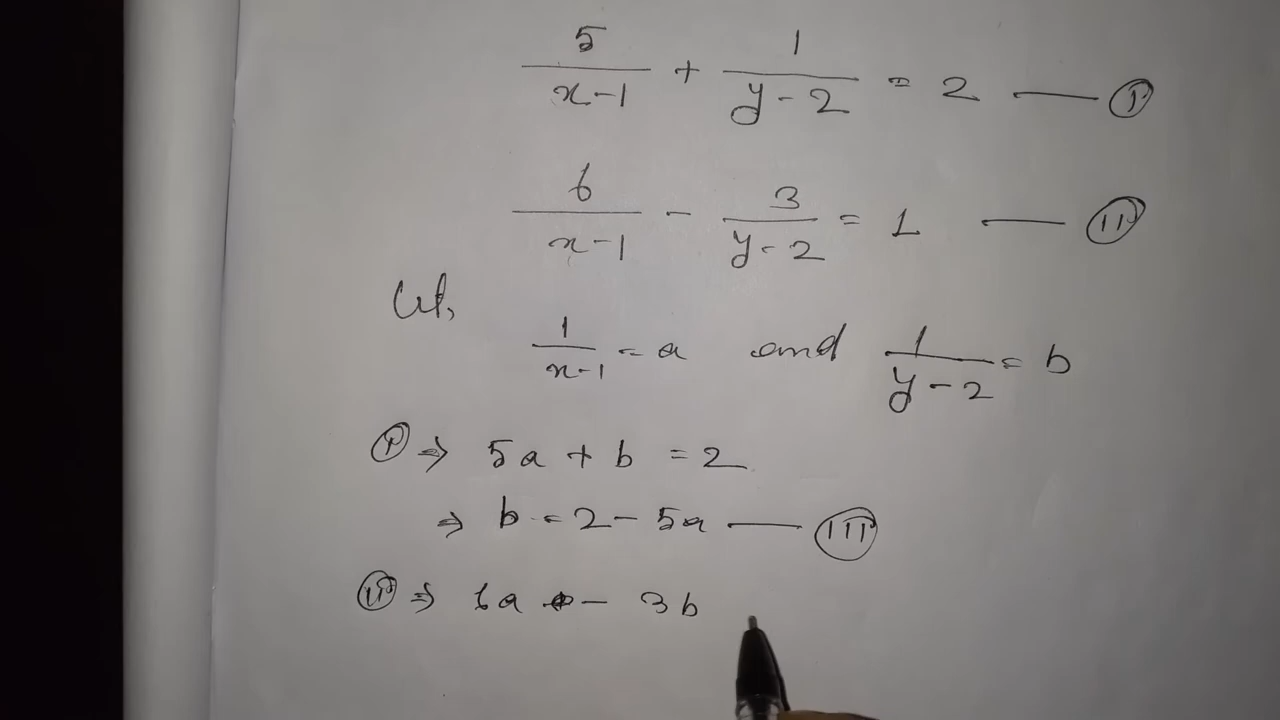 5/(x-1) + 1/(y-2) = 2 —— (I)
6/(x-1) - 3/(y-2) = 1 —— (II)
Let,
1/(x-1) = a and 1/(y-2) = b
(I) ⇒ 5a + b = 2
⇒ b = 2 - 5a —— (III)
(II) ⇒ 6a - 3b